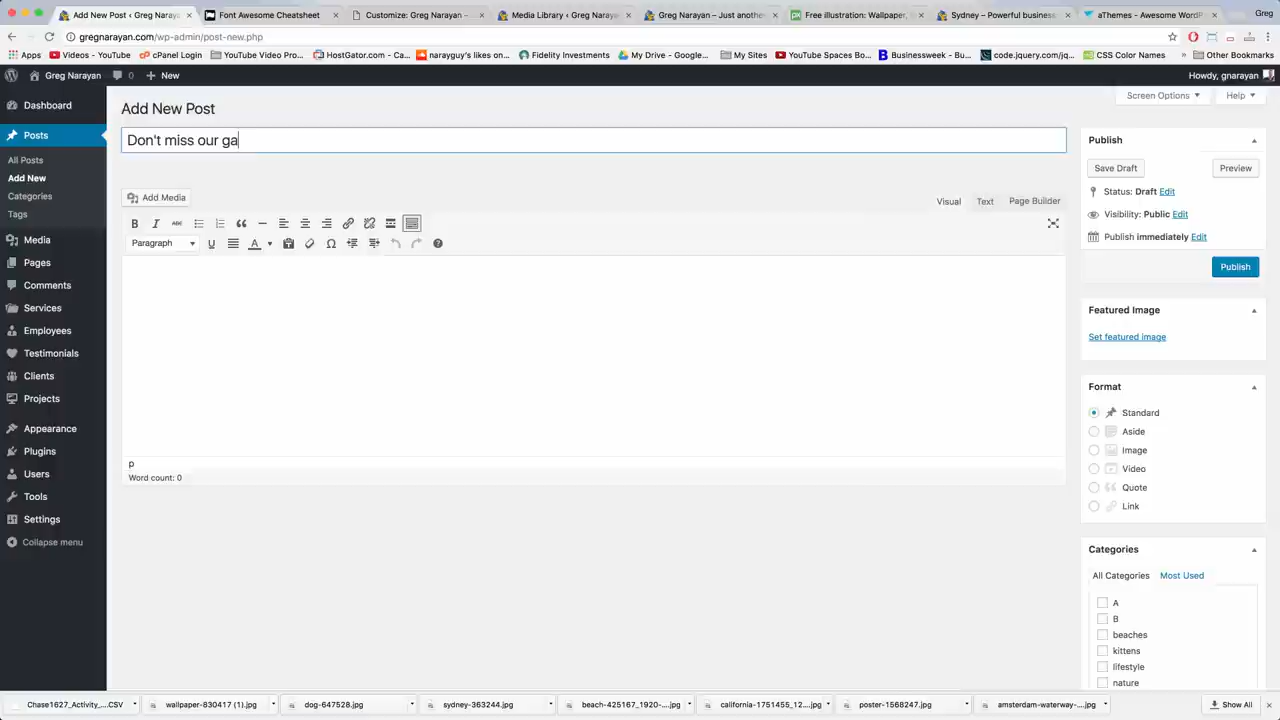 Add New Post ‹ Greg Narayan
Font Awesome Cheatsheet
Customize: Greg Narayan –
Media Library ‹ Greg Narayan
Greg Narayan – Just another
Free illustration: Wallpaper,
Sydney – Powerful business
aThemes - Awesome WordP
Greg
gregnarayan.com/wp-admin/post-new.php
Apps
Videos - YouTube
cPanel Login
YouTube Video Pro...
HostGator.com - Ca...
narayguy's likes on...
Fidelity Investments
My Drive - Google...
My Sites
YouTube Spaces Bo...
Businessweek - Bu...
code.jquery.com/jq...
CSS Color Names
»
Other Bookmarks
Greg Narayan
0
New
Howdy, gnarayan
Dashboard
Posts
All Posts
Add New
Categories
Tags
Media
Pages
Comments
Services
Employees
Testimonials
Clients
Projects
Appearance
Plugins
Users
Tools
Settings
Collapse menu
Screen Options
Help
Add New Post
Don't miss our ga
Add Media
Visual
Text
Page Builder
B I ABC
Paragraph
U
A
Ω
p
Word count: 0
Publish
Save Draft
Preview
Status: Draft Edit
Visibility: Public Edit
Publish immediately Edit
Publish
Featured Image
Set featured image
Format
Standard
Aside
Image
Video
Quote
Link
Categories
All Categories
Most Used
A
B
beaches
kittens
lifestyle
nature
Chase1627_Activity_....CSV
wallpaper-830417 (1).jpg
dog-647528.jpg
sydney-363244.jpg
beach-425167_1920-...jpg
california-1751455_12...jpg
poster-1568247.jpg
amsterdam-waterway-...jpg
Show All